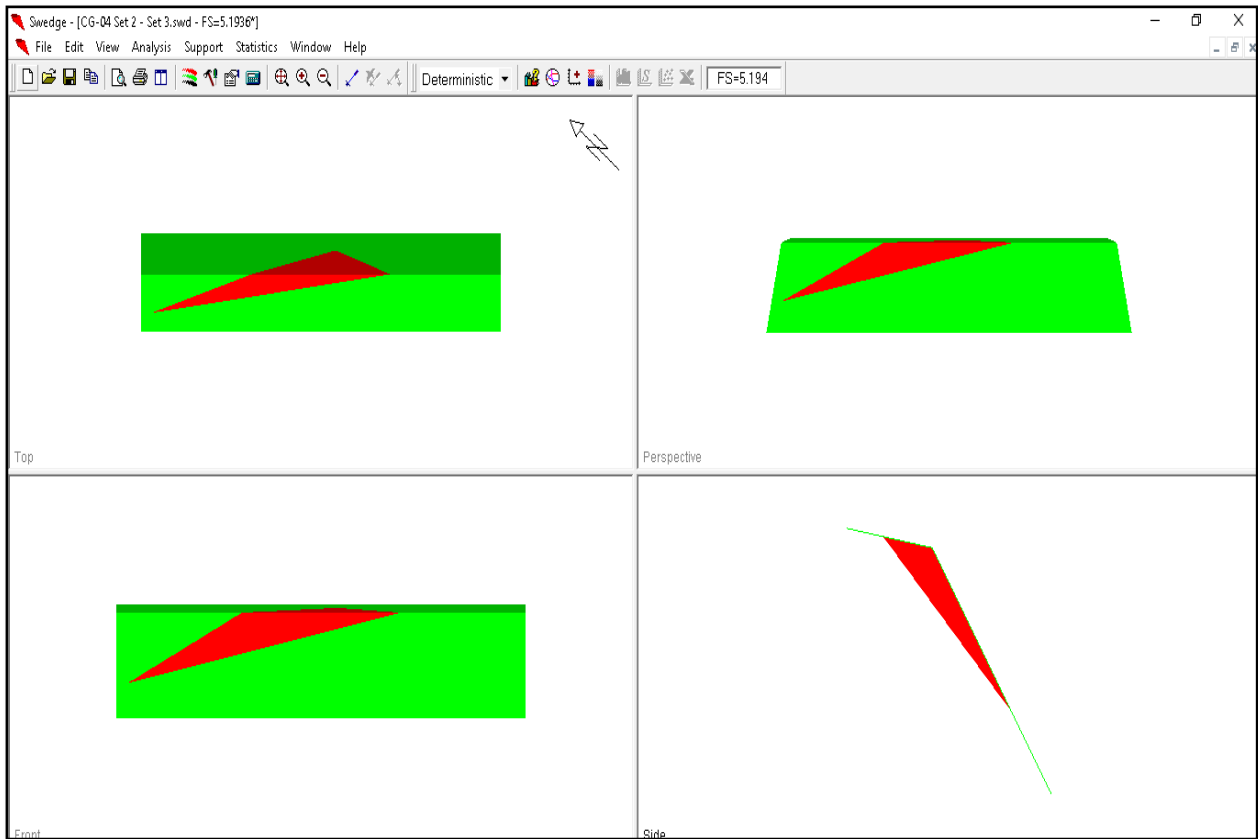 Swedge - [CG-04 Set 2 - Set 3.swd - FS=5.1936*]
File Edit View Analysis Support Statistics Window Help
Deterministic FS=5.194
N
Top
Perspective
Front
Side